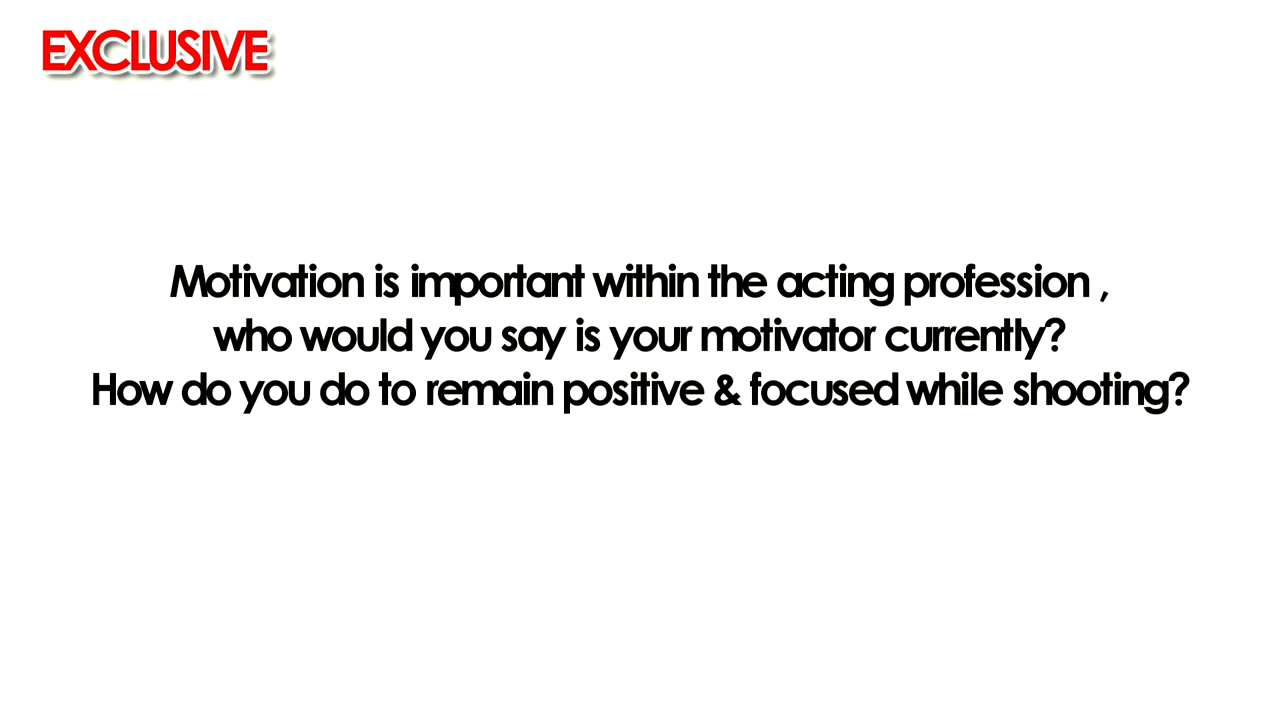 EXCLUSIVE
Motivation is important within the acting profession ,
who would you say is your motivator currently?
How do you do to remain positive & focused while shooting?